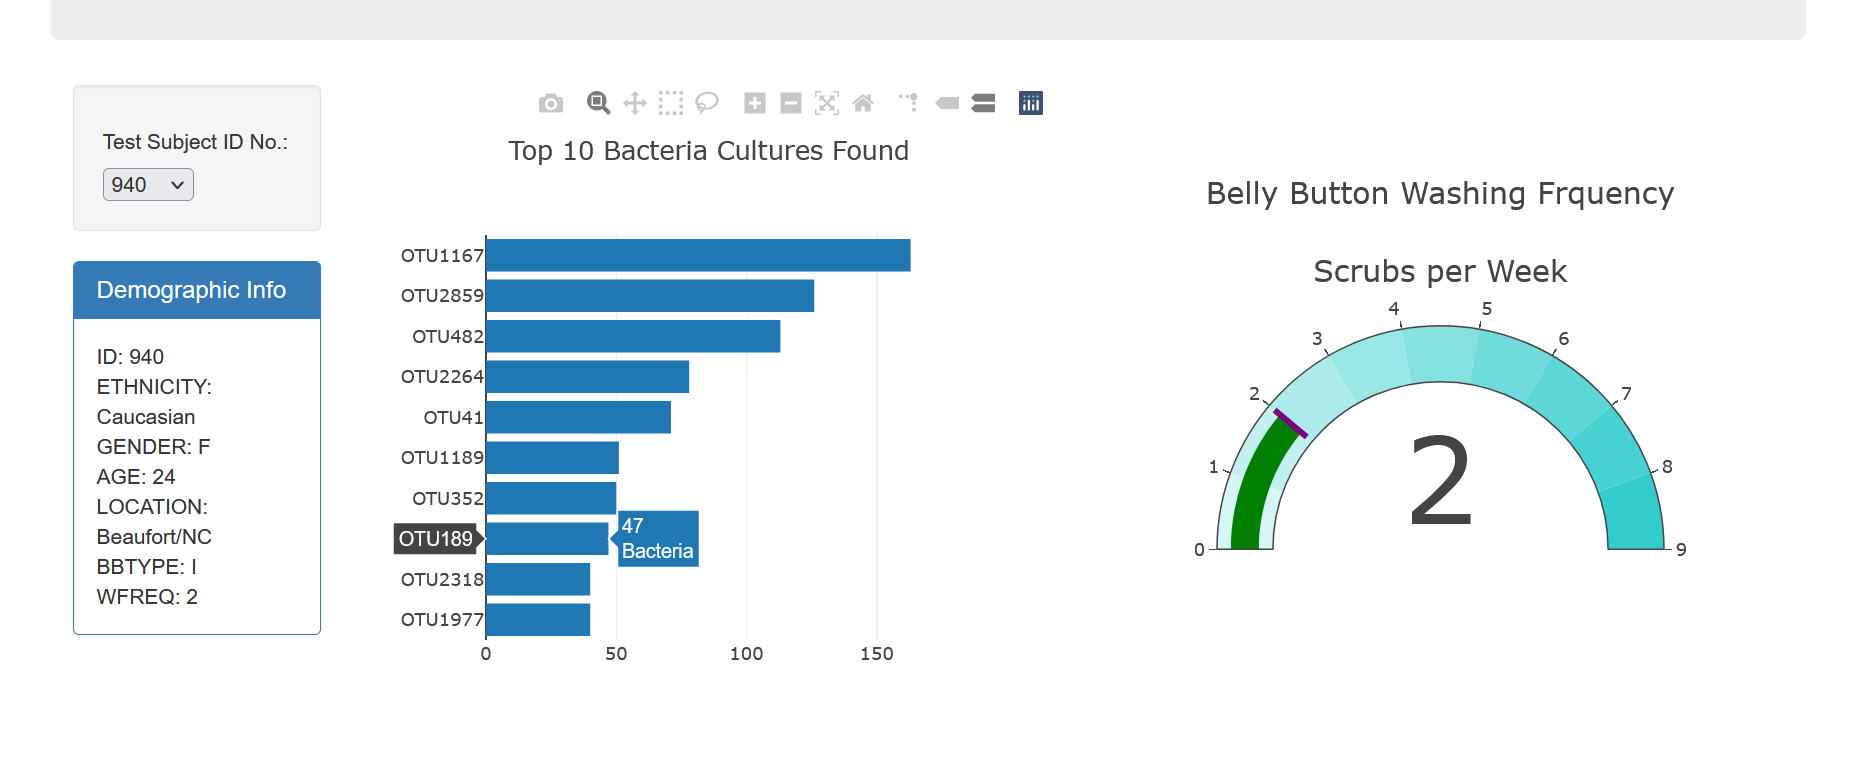 Test Subject ID No.:
940
Demographic Info
ID: 940
ETHNICITY:
Caucasian
GENDER: F
AGE: 24
LOCATION:
Beaufort/NC
BBTYPE: I
WFREQ: 2
Top 10 Bacteria Cultures Found
OTU1167
OTU2859
OTU482
OTU2264
OTU41
OTU1189
OTU352
OTU189
47
Bacteria
OTU2318
OTU1977
0 50 100 150
Belly Button Washing Frquency
Scrubs per Week
0
1
2
3
4
5
6
7
8
9
2